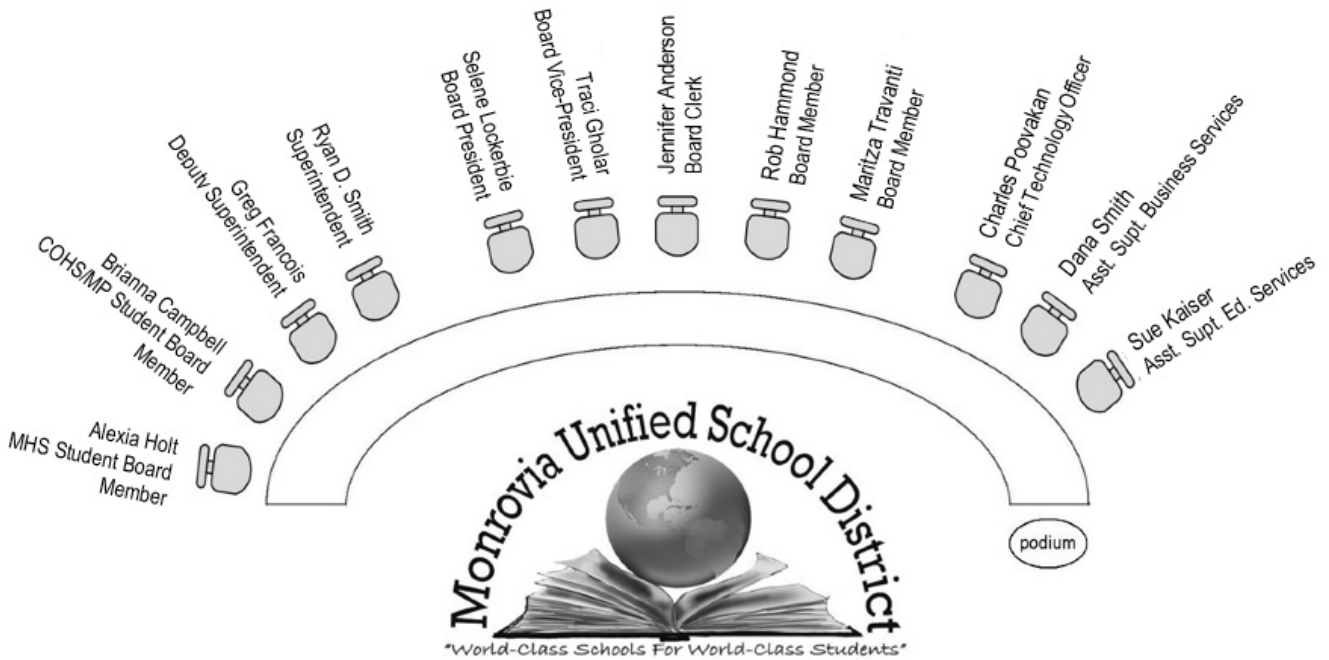 Alexia Holt
MHS Student Board
Member
Brianna Campbell
COHS/MP Student Board
Member
Greg Francois
Deputy Superintendent
Ryan D. Smith
Superintendent
Selene Lockerbie
Board President
Traci Gholar
Board Vice-President
Jennifer Anderson
Board Clerk
Rob Hammond
Board Member
Maritza Travanti
Board Member
Charles Poovakan
Chief Technology Officer
Dana Smith
Asst. Supt. Business Services
Sue Kaiser
Asst. Supt. Ed. Services
Monrovia Unified School District
podium
"World-Class Schools For World-Class Students"